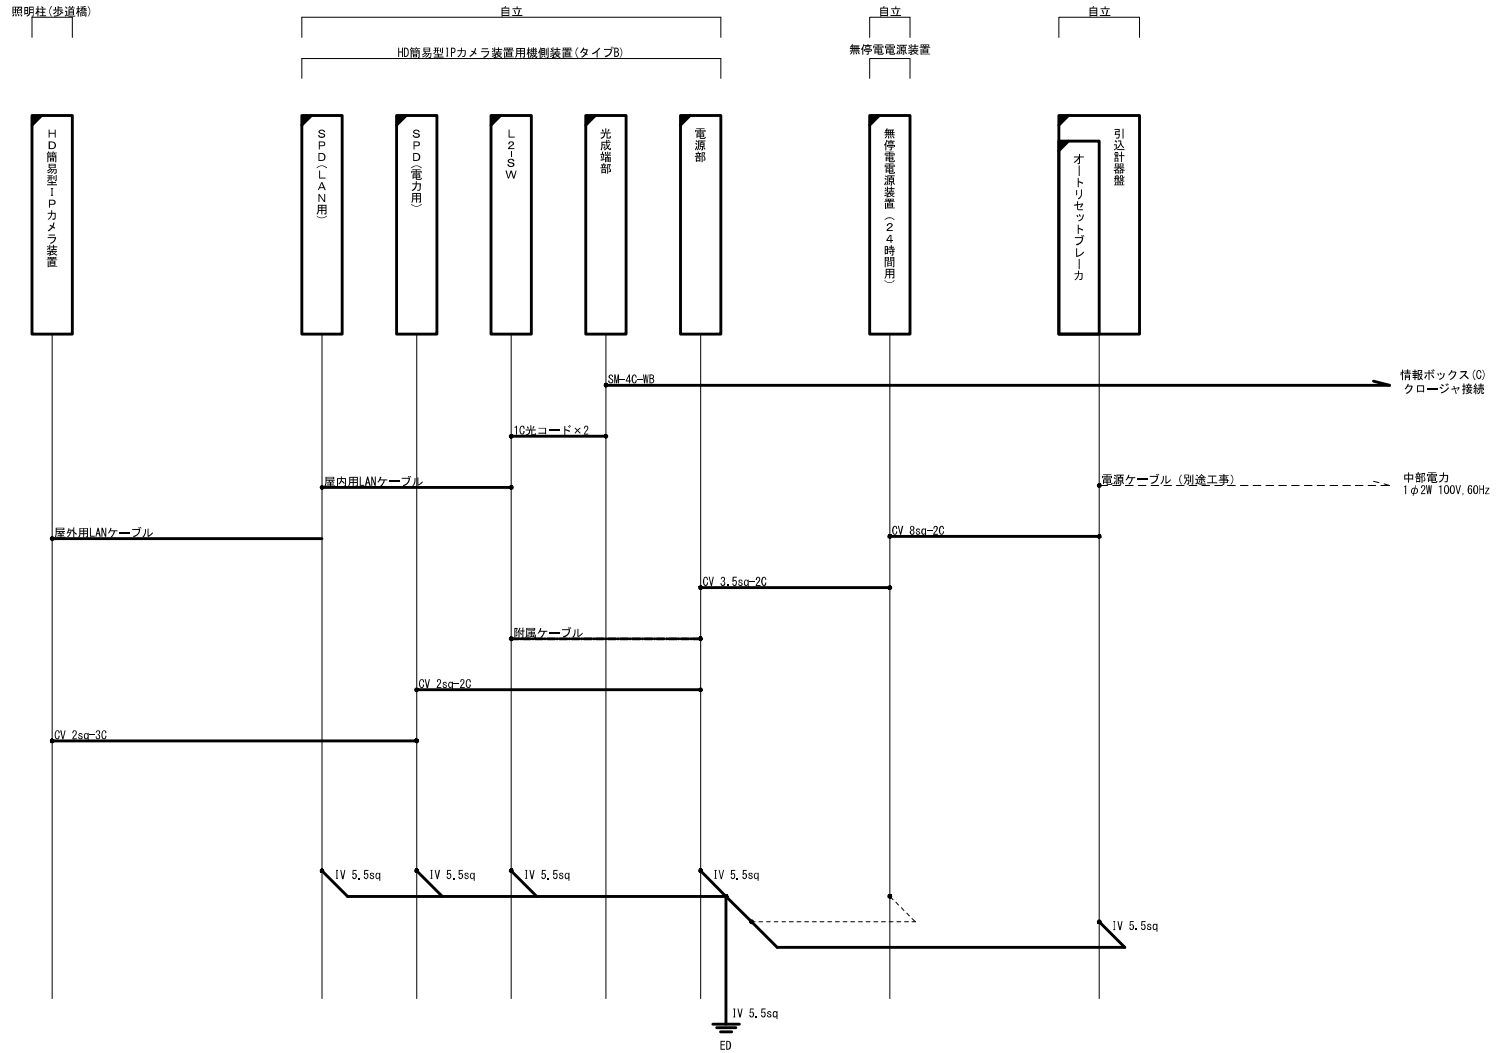 照明柱(歩道橋)
自立
自立
自立
HD簡易型IPカメラ装置用機側装置(タイプB)
無停電電源装置
HD簡易型IPカメラ装置
SPD(LAN用)
SPD(電力用)
L2-SW
光成端部
電源部
無停電電源装置(24時間用)
引込計器盤
オートリセットブレーカ
SM-4C-WB
情報ボックス(C)
クロージャ接続
1C光コード×2
屋内用LANケーブル
電源ケーブル (別途工事)
中部電力
1φ2W 100V,60Hz
屋外用LANケーブル
CV 8sq-2C
CV 3.5sq-2C
附属ケーブル
CV 2sq-2C
CV 2sq-3C
IV 5.5sq
IV 5.5sq
IV 5.5sq
IV 5.5sq
IV 5.5sq
IV 5.5sq
ED